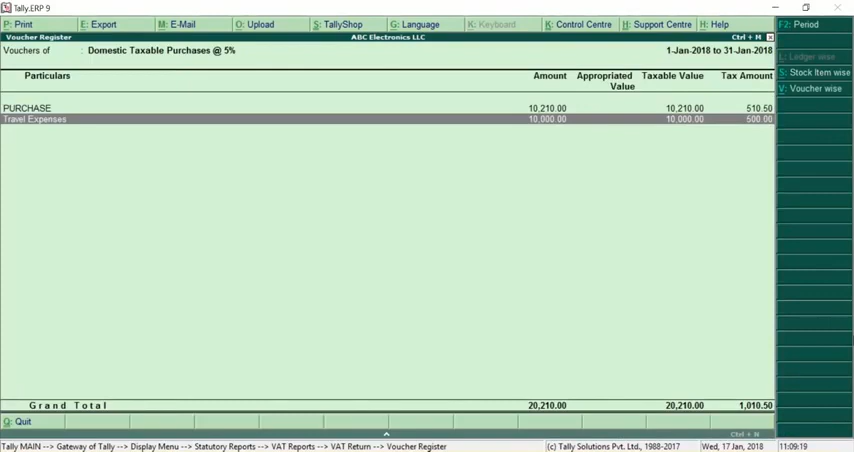 Tally.ERP 9
P: Print E: Export M: E-Mail O: Upload S: TallyShop G: Language K: Keyboard K: Control Centre H: Support Centre H: Help F2: Period
Voucher Register ABC Electronics LLC Ctrl + M
Vouchers of : Domestic Taxable Purchases @ 5% 1-Jan-2018 to 31-Jan-2018
L: Ledger wise
S: Stock Item wise
V: Voucher wise
Particulars Amount Appropriated Taxable Value Tax Amount
Value
PURCHASE 10,210.00 10,210.00 510.50
Travel Expenses 10,000.00 10,000.00 500.00
Grand Total 20,210.00 20,210.00 1,010.50
Q: Quit
Ctrl + N
Tally MAIN --> Gateway of Tally --> Display Menu --> Statutory Reports --> VAT Reports --> VAT Return --> Voucher Register (c) Tally Solutions Pvt. Ltd., 1988-2017 Wed, 17 Jan, 2018 11:09:19